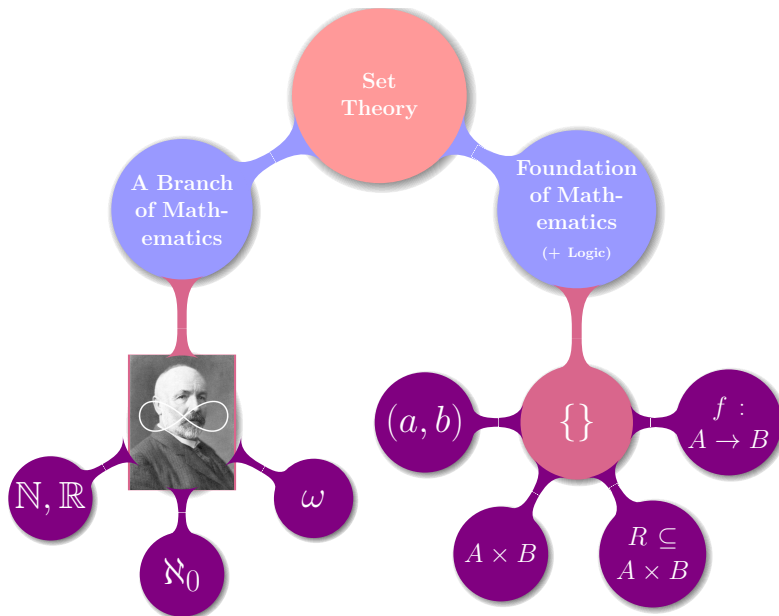 Set
Theory
A Branch
of Math-
ematics
Foundation
of Math-
ematics
(+ Logic)
∞
ℕ, ℝ
ℵ₀
ω
(a, b)
{}
f :
A → B
A × B
R ⊆
A × B